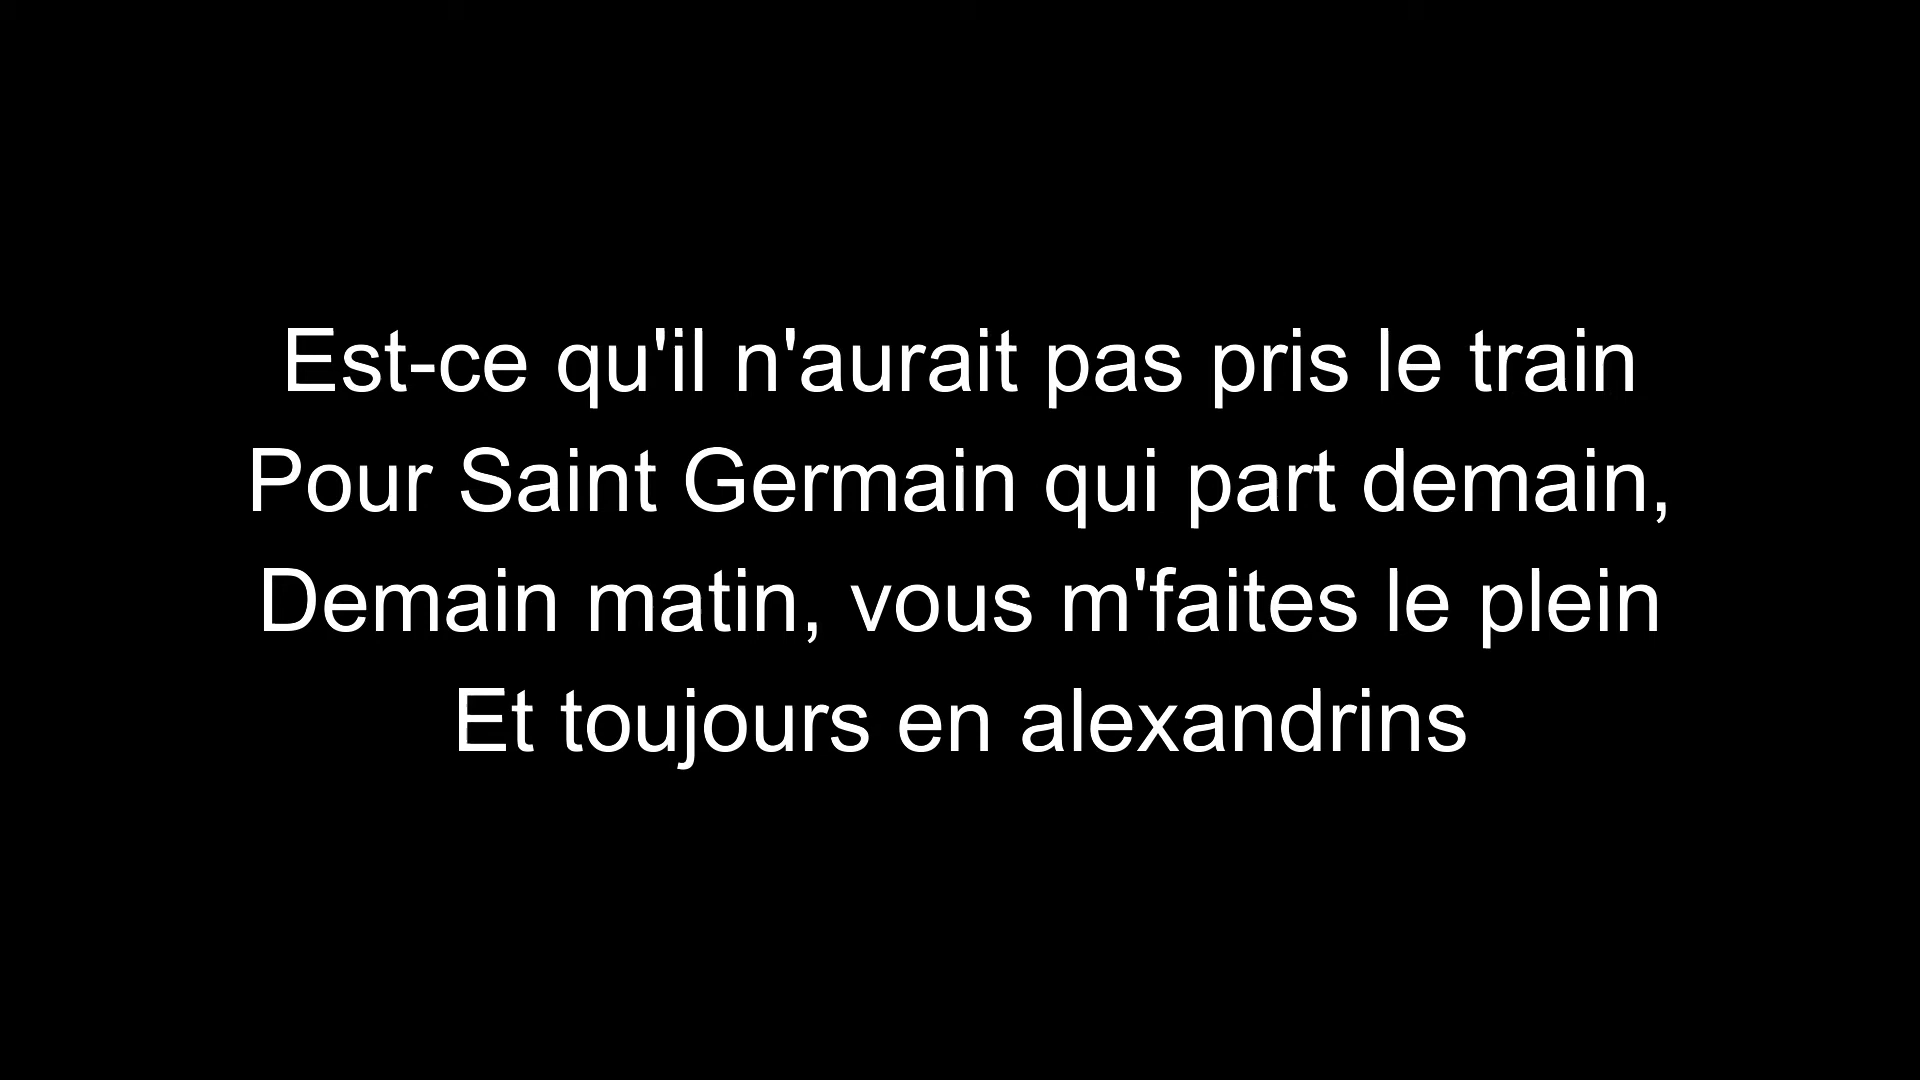 Est-ce qu'il n'aurait pas pris le train
Pour Saint Germain qui part demain,
Demain matin, vous m'faites le plein
Et toujours en alexandrins